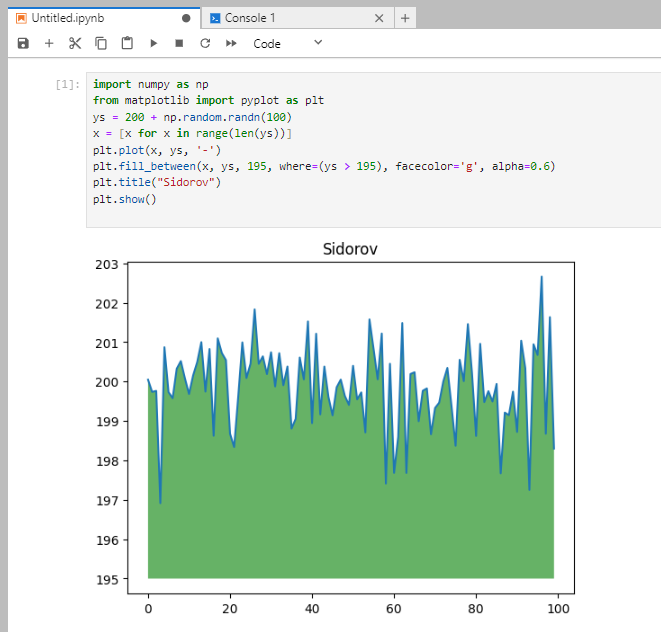 Untitled.ipynb
Console 1
Code
[1]:
import numpy as np
from matplotlib import pyplot as plt
ys = 200 + np.random.randn(100)
x = [x for x in range(len(ys))]
plt.plot(x, ys, '-')
plt.fill_between(x, ys, 195, where=(ys > 195), facecolor='g', alpha=0.6)
plt.title("Sidorov")
plt.show()
Sidorov
203
202
201
200
199
198
197
196
195
0 20 40 60 80 100